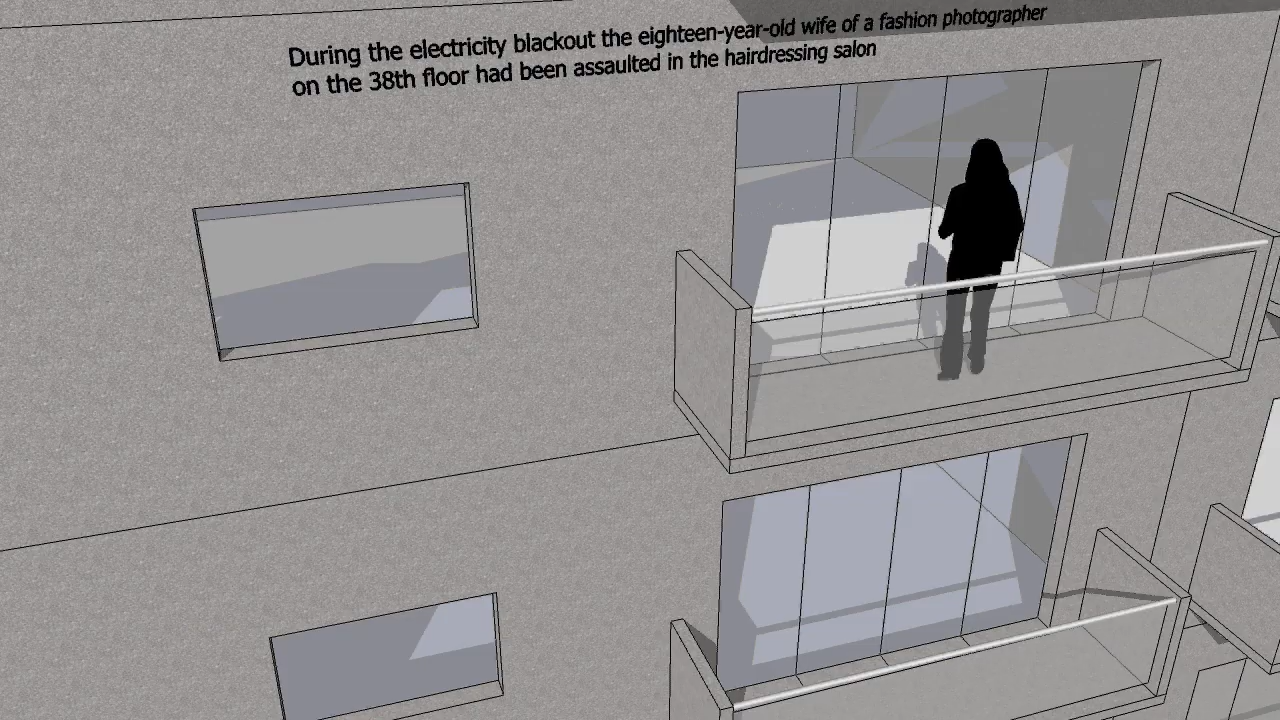 During the electricity blackout the eighteen-year-old wife of a fashion photographer
on the 38th floor had been assaulted in the hairdressing salon